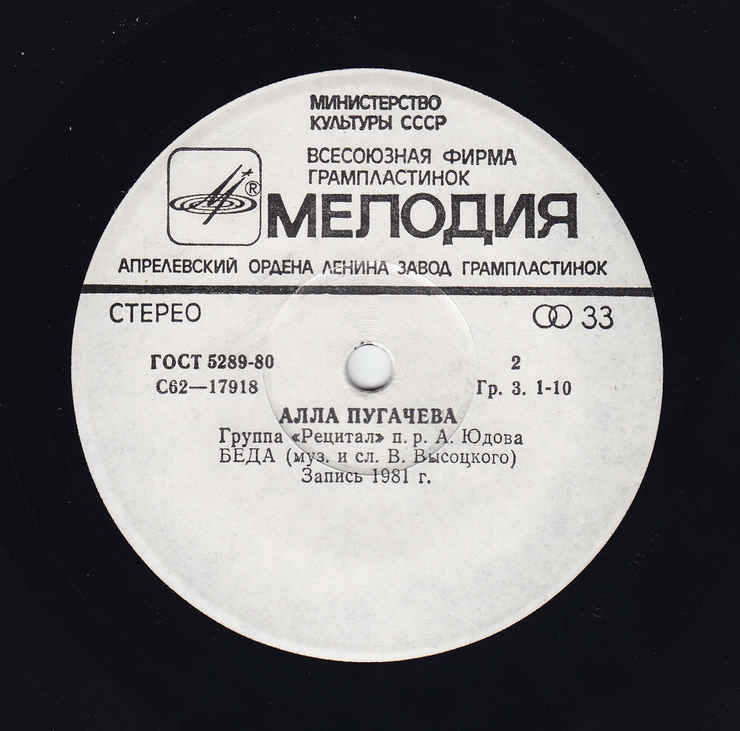 МИНИСТЕРСТВО
КУЛЬТУРЫ СССР
ВСЕСОЮЗНАЯ ФИРМА
ГРАМПЛАСТИНОК
®
МЕЛОДИЯ
АПРЕЛЕВСКИЙ ОРДЕНА ЛЕНИНА ЗАВОД ГРАМПЛАСТИНОК
СТЕРЕО 33
ГОСТ 5289-80 2
С62—17918 Гр. 3. 1-10
АЛЛА ПУГАЧЕВА
Группа «Рецитал» п. р. А. Юдова
БЕДА (муз. и сл. В. Высоцкого)
Запись 1981 г.